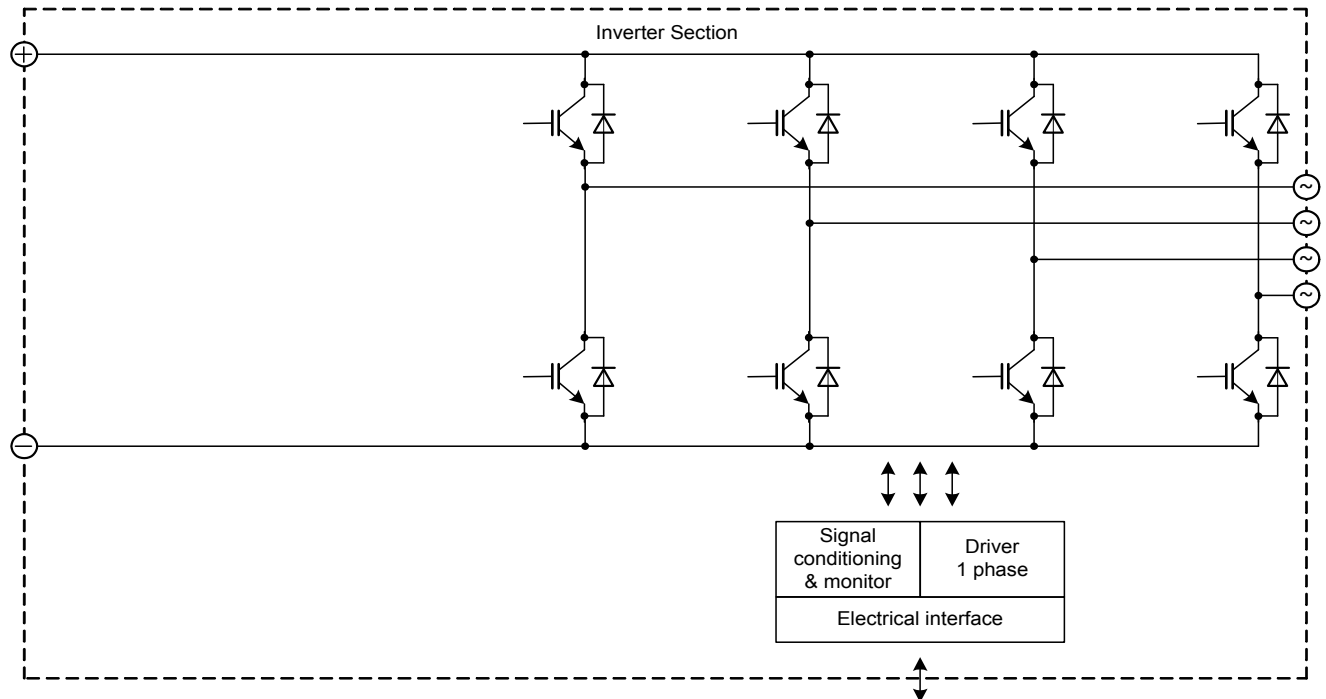 Inverter Section
+
~
~
~
~
−
Signal
conditioning
& monitor
Driver
1 phase
Electrical interface